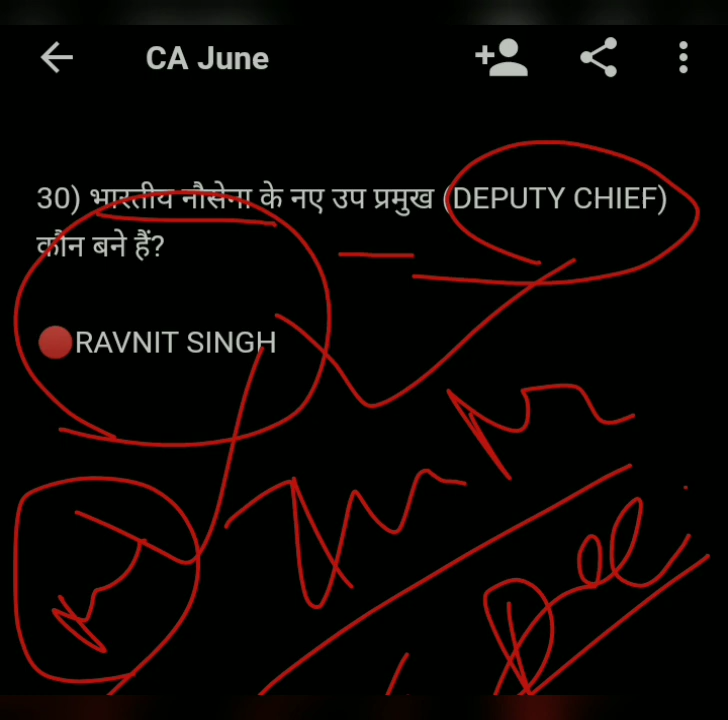 CA June
30) भारतीय नौसेना के नए उप प्रमुख (DEPUTY CHIEF)
कौन बने हैं?
RAVNIT SINGH